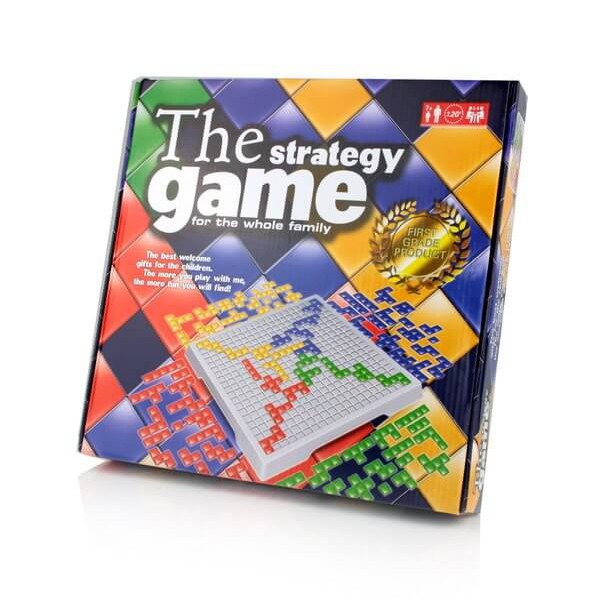 The strategy
game
for the whole family
The best welcome
gifts for the children.
The more you play with me,
the more fun you will find!
FIRST
GRADE
PRODUCT
±20'